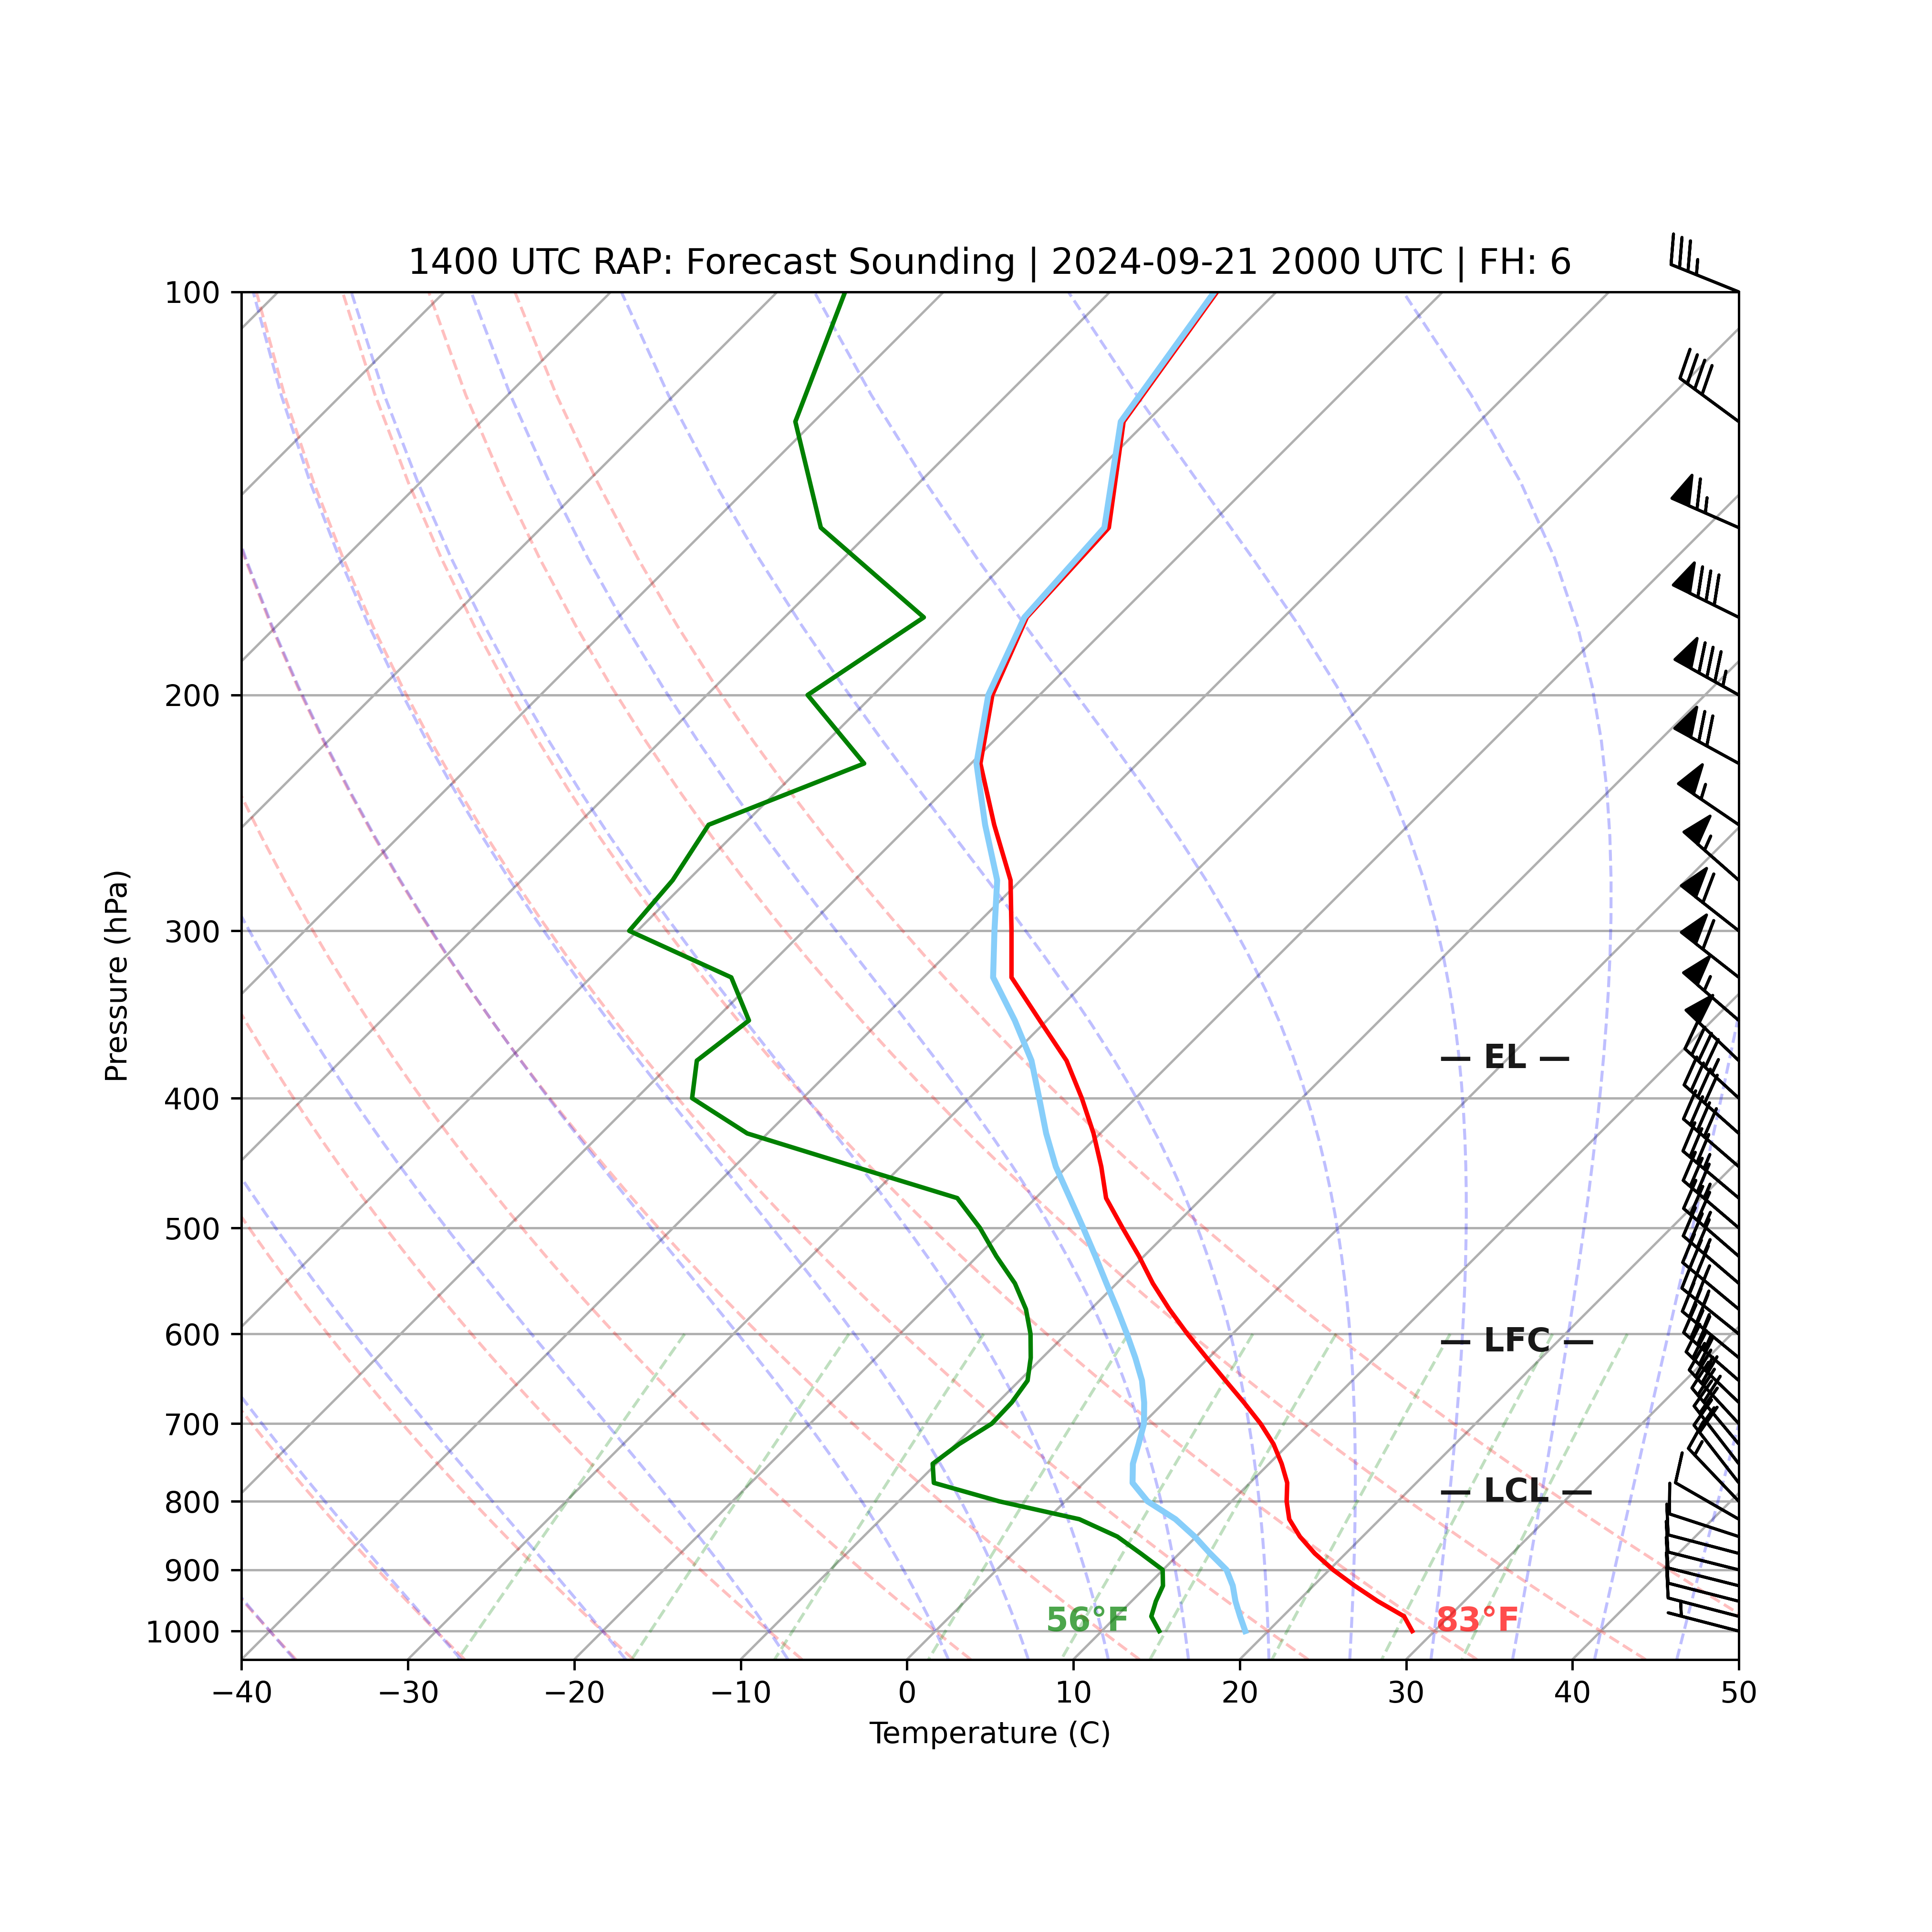 1400 UTC RAP: Forecast Sounding | 2024-09-21 2000 UTC | FH: 6
100
200
300
— EL —
400
500
600
— LFC —
700
— LCL —
800
900
56°F 83°F
1000
Pressure (hPa)
−40 −30 −20 −10 0 10 20 30 40 50
Temperature (C)